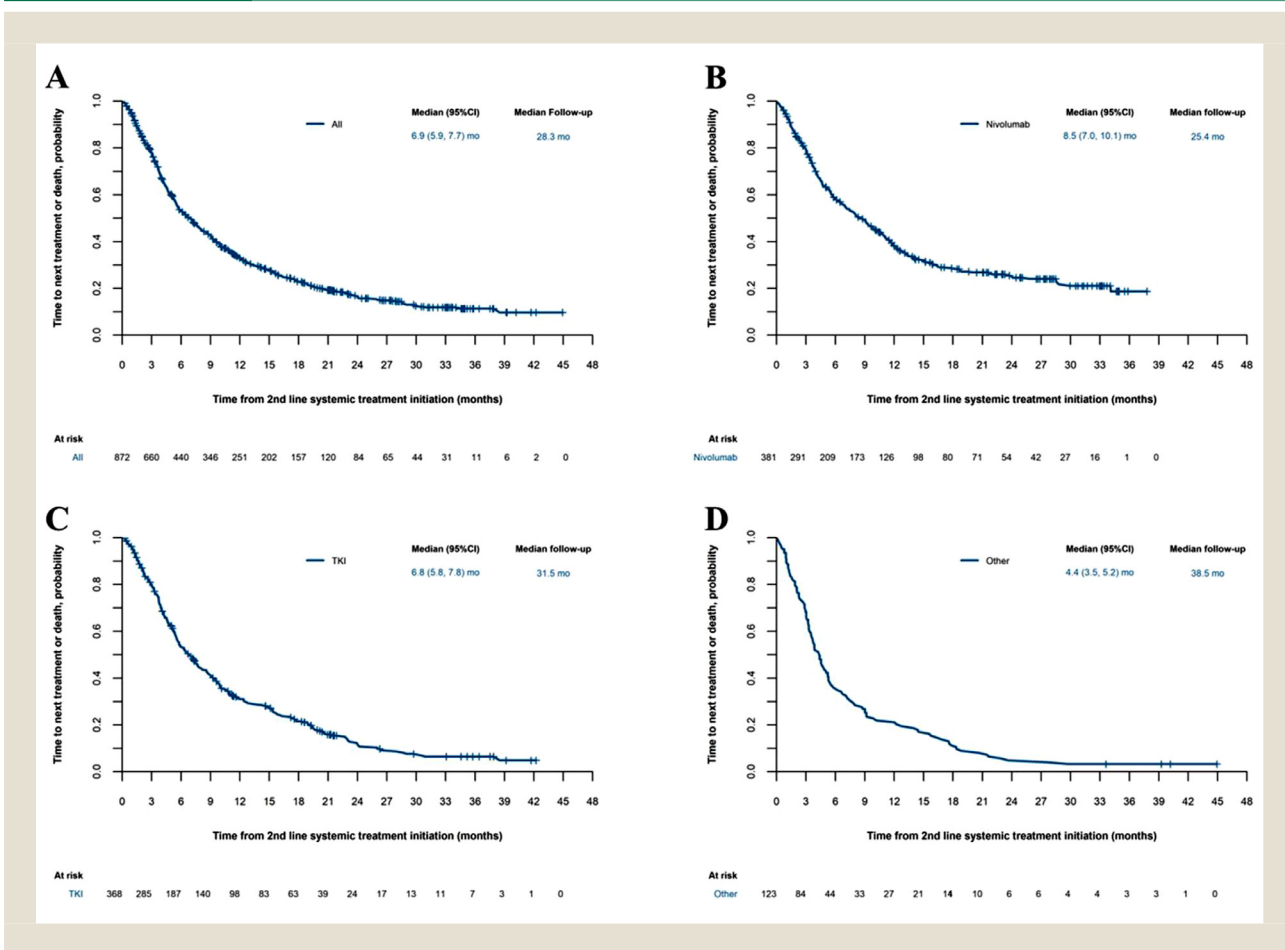 A
Time to next treatment or death, probability
1.0
0.8
0.6
0.4
0.2
0.0
All
Median (95%CI) Median Follow-up
6.9 (5.9, 7.7) mo 28.3 mo
0 3 6 9 12 15 18 21 24 27 30 33 36 39 42 45 48
Time from 2nd line systemic treatment initiation (months)
At risk
All 872 660 440 346 251 202 157 120 84 65 44 31 11 6 2 0
B
Time to next treatment or death, probability
1.0
0.8
0.6
0.4
0.2
0.0
Nivolumab
Median (95%CI) Median follow-up
8.5 (7.0, 10.1) mo 25.4 mo
0 3 6 9 12 15 18 21 24 27 30 33 36 39 42 45 48
Time from 2nd line systemic treatment initiation (months)
At risk
Nivolumab 381 291 209 173 126 98 80 71 54 42 27 16 1 0
C
Time to next treatment or death, probability
1.0
0.8
0.6
0.4
0.2
0.0
TKI
Median (95%CI) Median follow-up
6.8 (5.8, 7.8) mo 31.5 mo
0 3 6 9 12 15 18 21 24 27 30 33 36 39 42 45 48
Time from 2nd line systemic treatment initiation (months)
At risk
TKI 368 285 187 140 98 83 63 39 24 17 13 11 7 3 1 0
D
Time to next treatment or death, probability
1.0
0.8
0.6
0.4
0.2
0.0
Other
Median (95%CI) Median follow-up
4.4 (3.5, 5.2) mo 38.5 mo
0 3 6 9 12 15 18 21 24 27 30 33 36 39 42 45 48
Time from 2nd line systemic treatment initiation (months)
At risk
Other 123 84 44 33 27 21 14 10 6 6 4 4 3 3 1 0